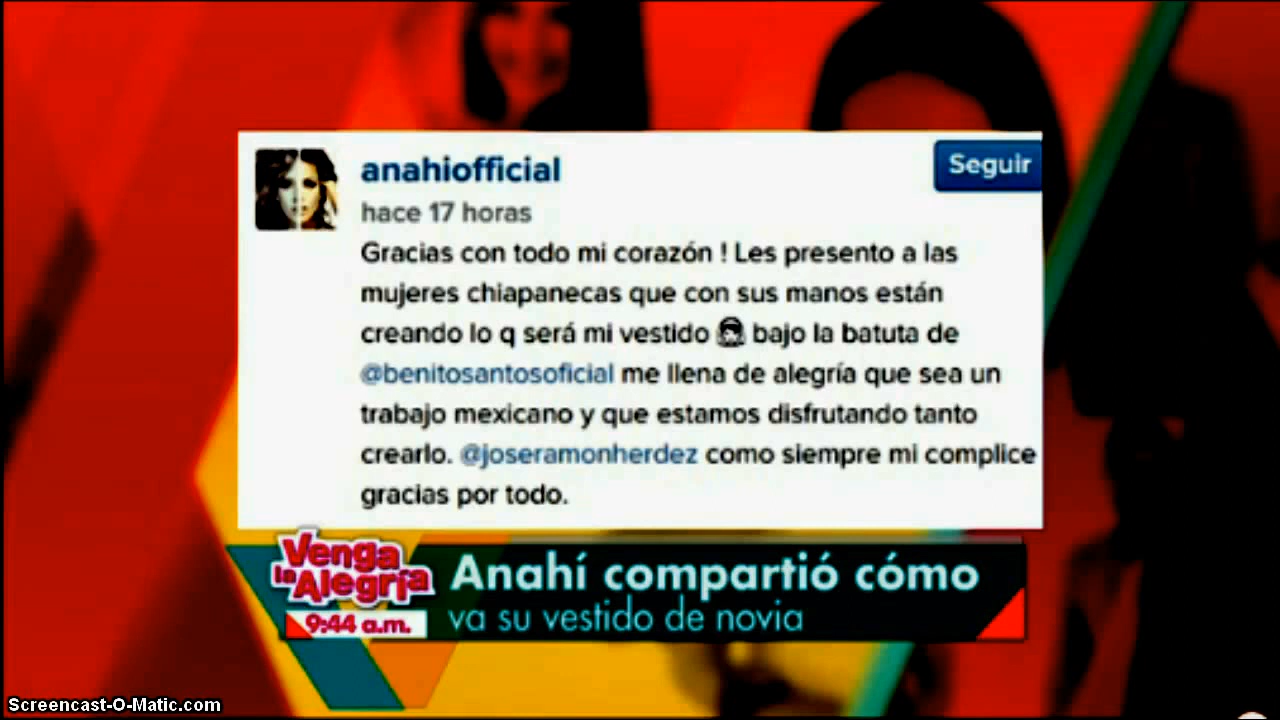 anahiofficial
Seguir
hace 17 horas
Gracias con todo mi corazón ! Les presento a las
mujeres chiapanecas que con sus manos están
creando lo q será mi vestido 👰 bajo la batuta de
@benitosantosoficial me llena de alegría que sea un
trabajo mexicano y que estamos disfrutando tanto
crearlo. @joseramonherdez como siempre mi complice
gracias por todo.
Venga
la Alegría
9:44 a.m.
Anahí compartió cómo
va su vestido de novia
Screencast-O-Matic.com